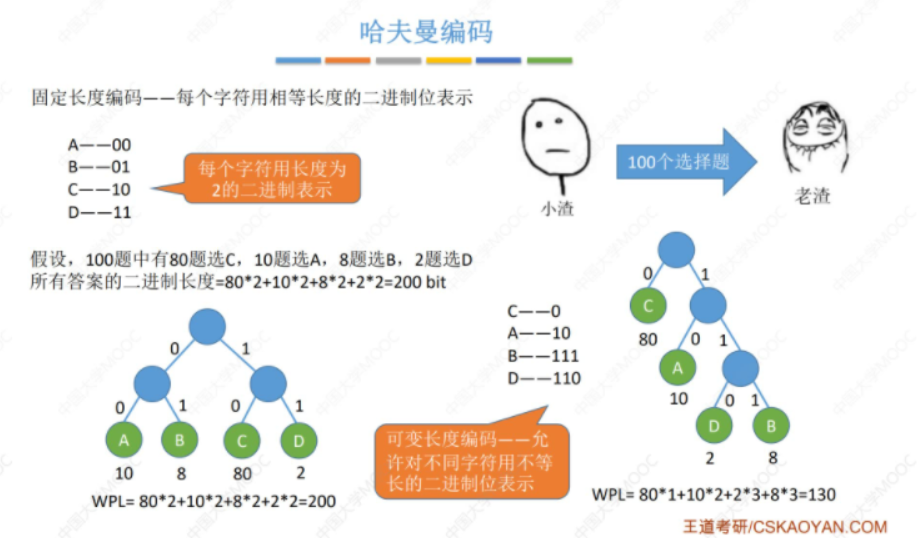 哈夫曼编码
固定长度编码——每个字符用相等长度的二进制位表示
A——00
B——01
C——10
D——11
每个字符用长度为
2的二进制表示
小渣
100个选择题
老渣
假设，100题中有80题选C，10题选A，8题选B，2题选D
所有答案的二进制长度=80*2+10*2+8*2+2*2=200 bit
0
1
0
1
0
1
A
B
C
D
10
8
80
2
WPL= 80*2+10*2+8*2+2*2=200
C——0
A——10
B——111
D——110
可变长度编码——允
许对不同字符用不等
长的二进制位表示
0
1
C
80
0
1
A
10
0
1
D
B
2
8
WPL= 80*1+10*2+2*3+8*3=130
王道考研/CSKAOYAN.COM
中国大学MOOC